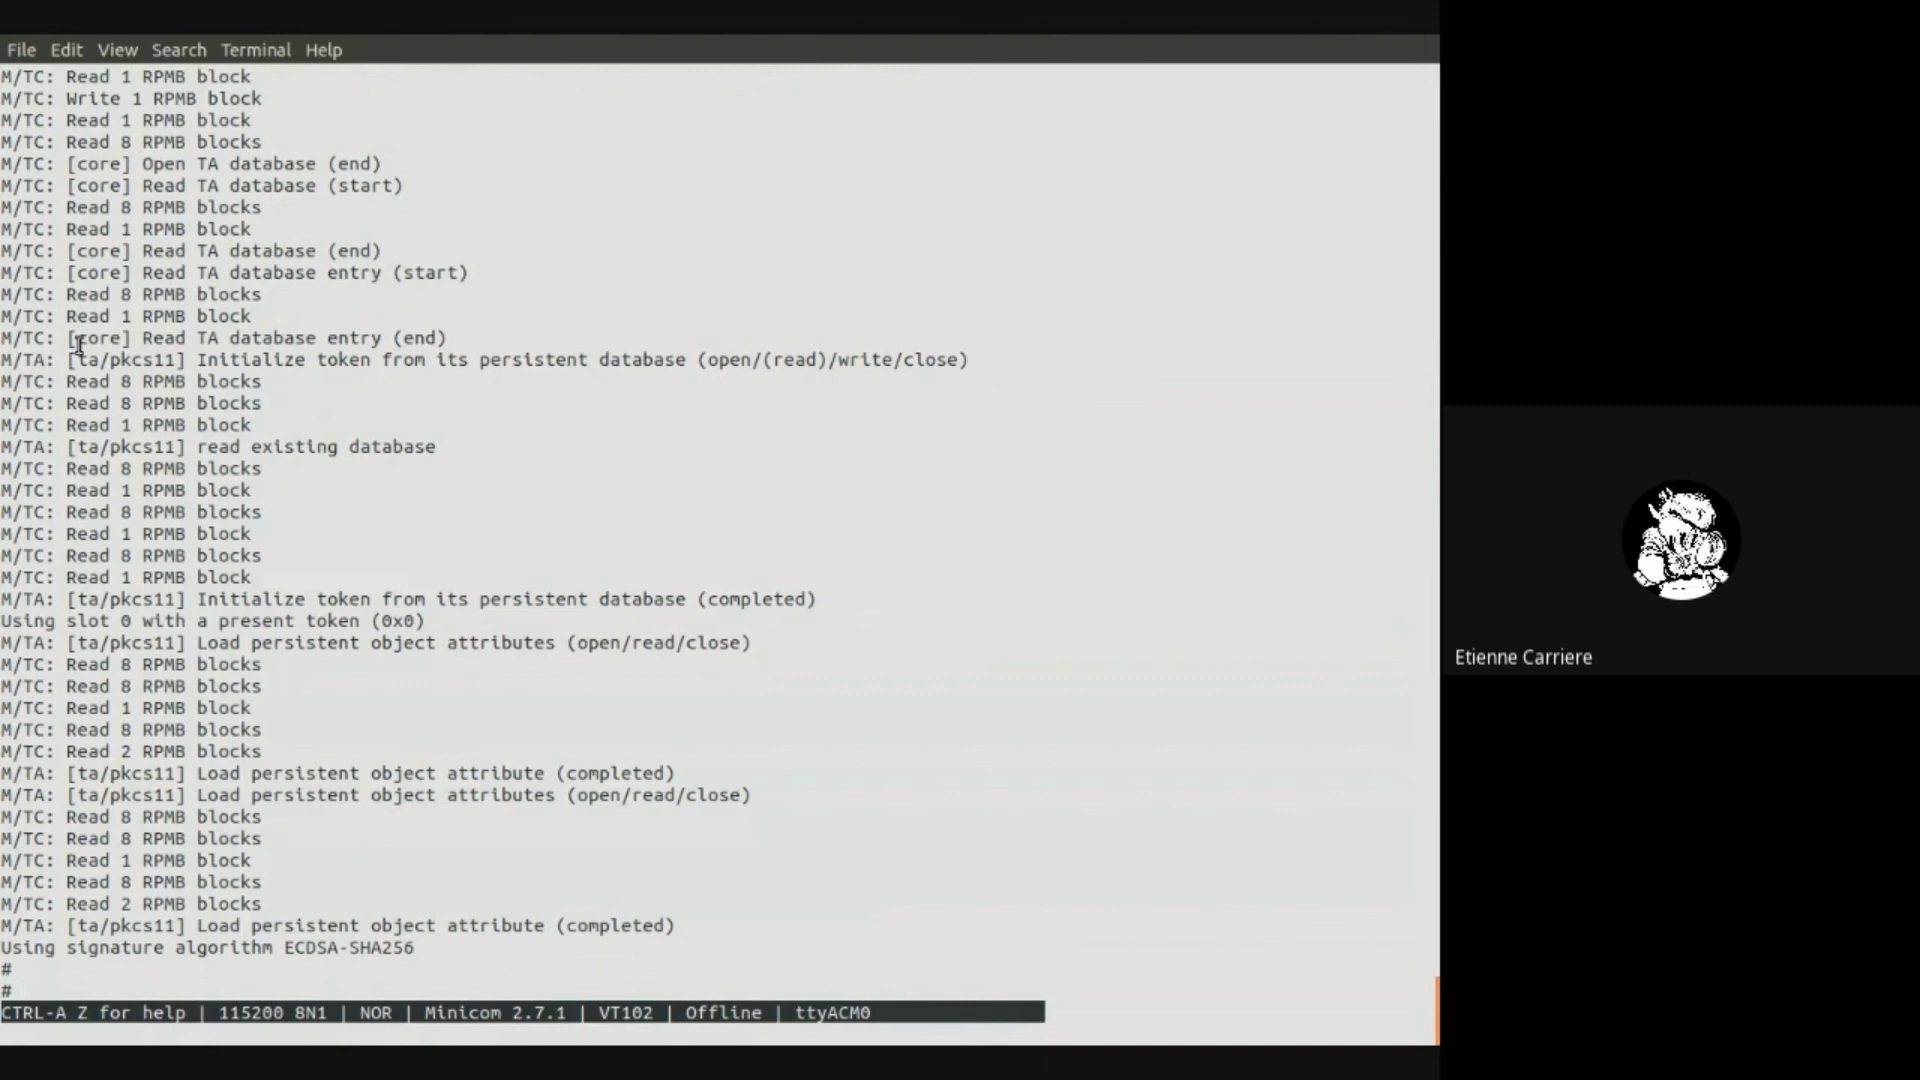 File Edit View Search Terminal Help
M/TC: Read 1 RPMB block
M/TC: Write 1 RPMB block
M/TC: Read 1 RPMB block
M/TC: Read 8 RPMB blocks
M/TC: [core] Open TA database (end)
M/TC: [core] Read TA database (start)
M/TC: Read 8 RPMB blocks
M/TC: Read 1 RPMB block
M/TC: [core] Read TA database (end)
M/TC: [core] Read TA database entry (start)
M/TC: Read 8 RPMB blocks
M/TC: Read 1 RPMB block
M/TC: [core] Read TA database entry (end)
M/TA: [ta/pkcs11] Initialize token from its persistent database (open/(read)/write/close)
M/TC: Read 8 RPMB blocks
M/TC: Read 8 RPMB blocks
M/TC: Read 1 RPMB block
M/TA: [ta/pkcs11] read existing database
M/TC: Read 8 RPMB blocks
M/TC: Read 1 RPMB block
M/TC: Read 8 RPMB blocks
M/TC: Read 1 RPMB block
M/TC: Read 8 RPMB blocks
M/TC: Read 1 RPMB block
M/TA: [ta/pkcs11] Initialize token from its persistent database (completed)
Using slot 0 with a present token (0x0)
M/TA: [ta/pkcs11] Load persistent object attributes (open/read/close)
M/TC: Read 8 RPMB blocks
M/TC: Read 8 RPMB blocks
M/TC: Read 1 RPMB block
M/TC: Read 8 RPMB blocks
M/TC: Read 2 RPMB blocks
M/TA: [ta/pkcs11] Load persistent object attribute (completed)
M/TA: [ta/pkcs11] Load persistent object attributes (open/read/close)
M/TC: Read 8 RPMB blocks
M/TC: Read 8 RPMB blocks
M/TC: Read 1 RPMB block
M/TC: Read 8 RPMB blocks
M/TC: Read 2 RPMB blocks
M/TA: [ta/pkcs11] Load persistent object attribute (completed)
Using signature algorithm ECDSA-SHA256
#
#
CTRL-A Z for help | 115200 8N1 | NOR | Minicom 2.7.1 | VT102 | Offline | ttyACM0
Etienne Carriere